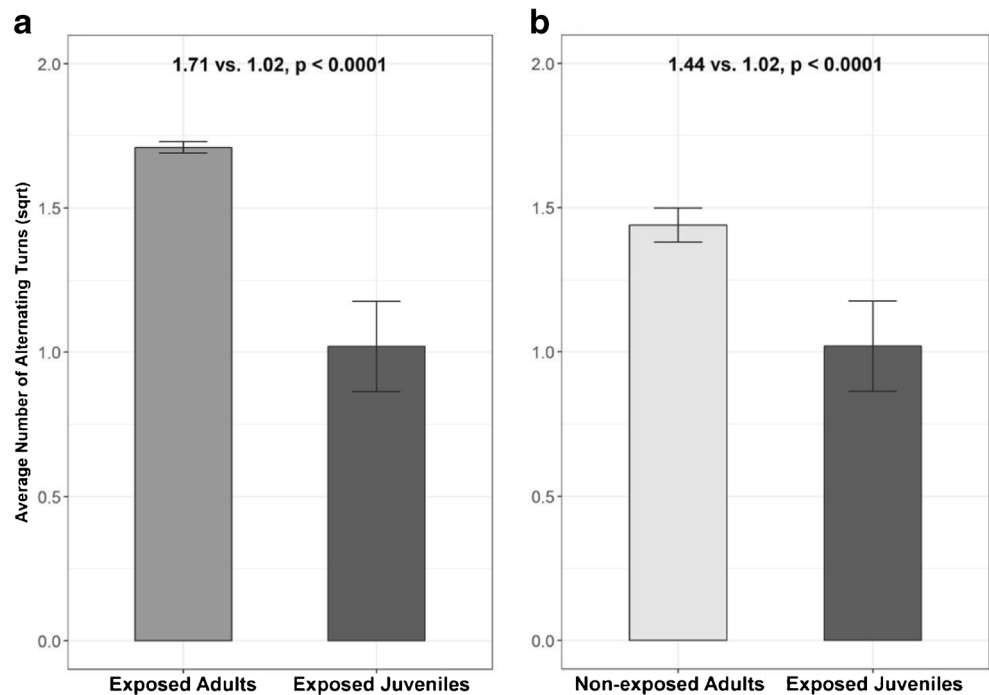 a
1.71 vs. 1.02, p < 0.0001
Average Number of Alternating Turns (sqrt)
2.0
1.5
1.0
0.5
0.0
Exposed Adults
Exposed Juveniles
b
1.44 vs. 1.02, p < 0.0001
2.0
1.5
1.0
0.5
0.0
Non-exposed Adults
Exposed Juveniles